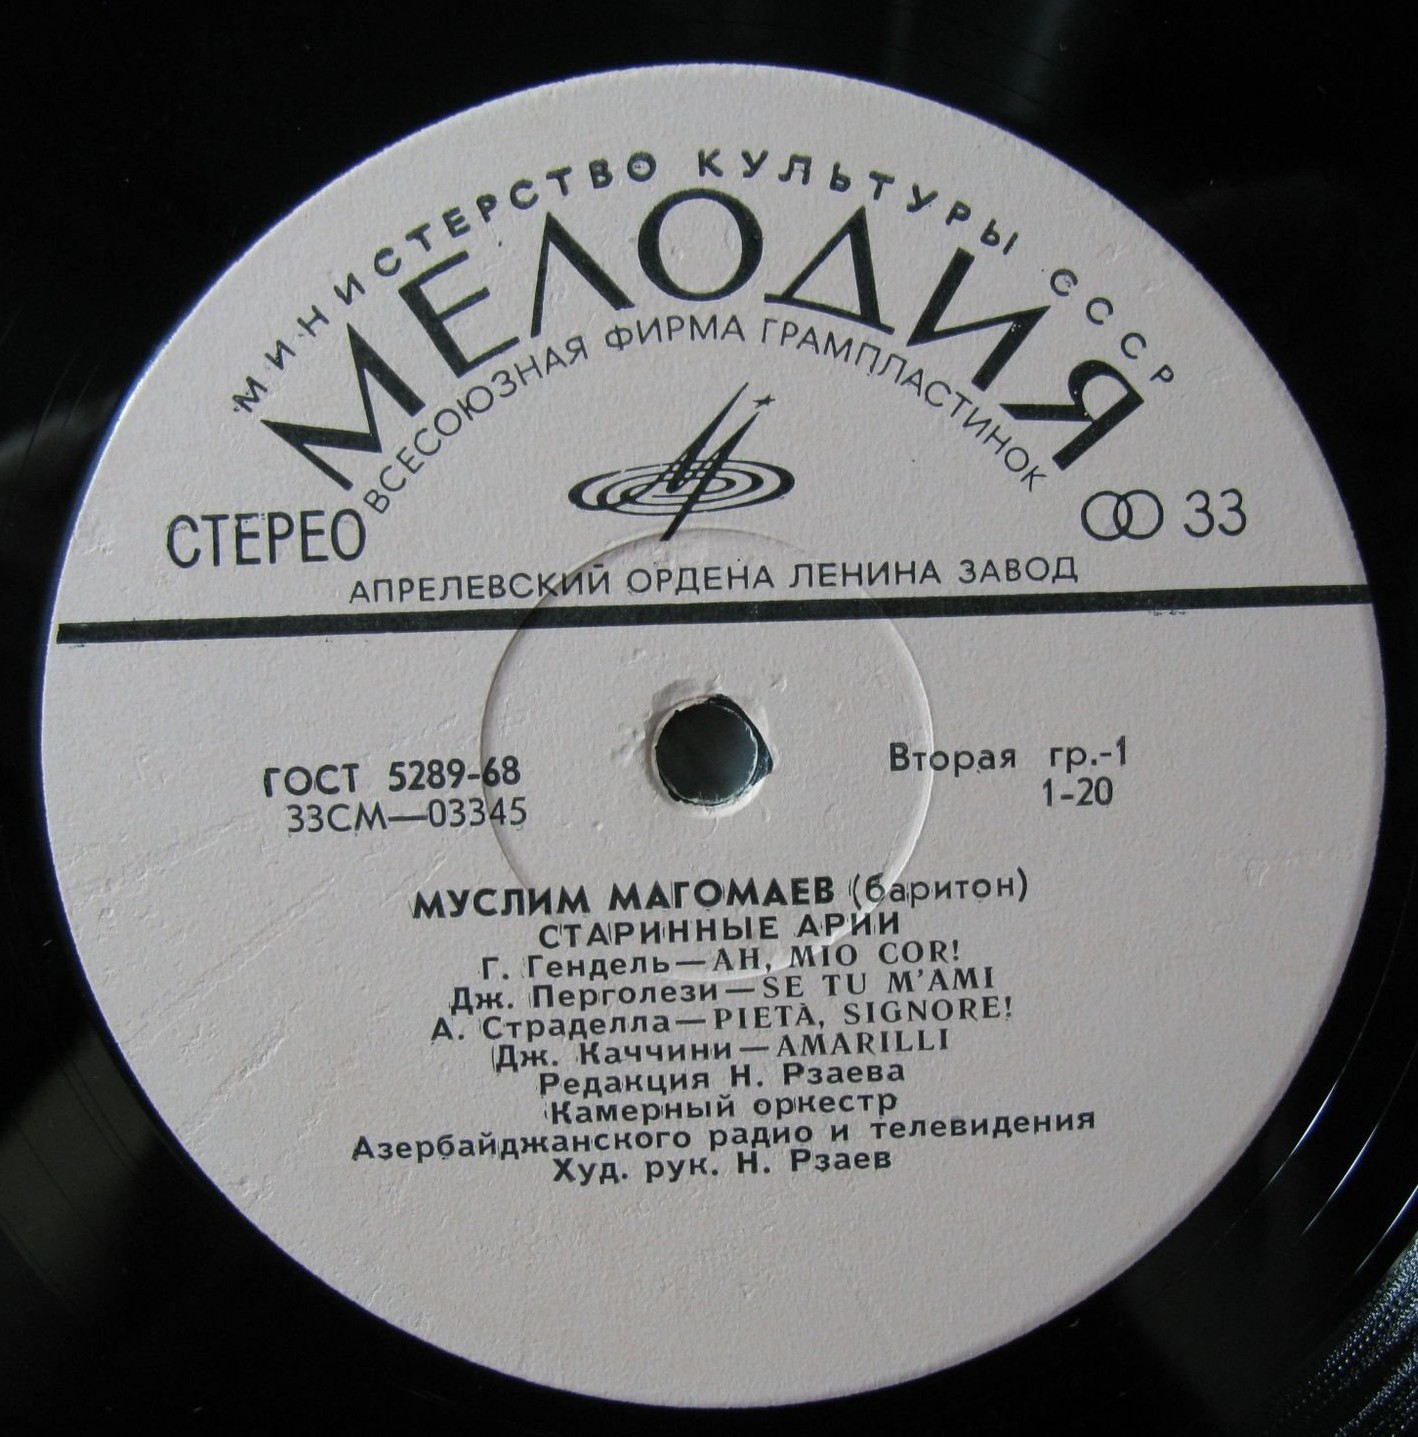 МИНИСТЕРСТВО КУЛЬТУРЫ СССР
МЕЛОДИЯ
ВСЕСОЮЗНАЯ ФИРМА ГРАМПЛАСТИНОК
СТЕРЕО
33
АПРЕЛЕВСКИЙ ОРДЕНА ЛЕНИНА ЗАВОД
ГОСТ 5289-68
33СМ—03345
Вторая гр.-1
1-20
МУСЛИМ МАГОМАЕВ (баритон)
СТАРИННЫЕ АРИИ
Г. Гендель—AH, MIO COR!
Дж. Перголези—SE TU M'AMI
А. Страделла—PIETÀ, SIGNORE!
Дж. Каччини—AMARILLI
Редакция Н. Рзаева
Камерный оркестр
Азербайджанского радио и телевидения
Худ. рук. Н. Рзаев